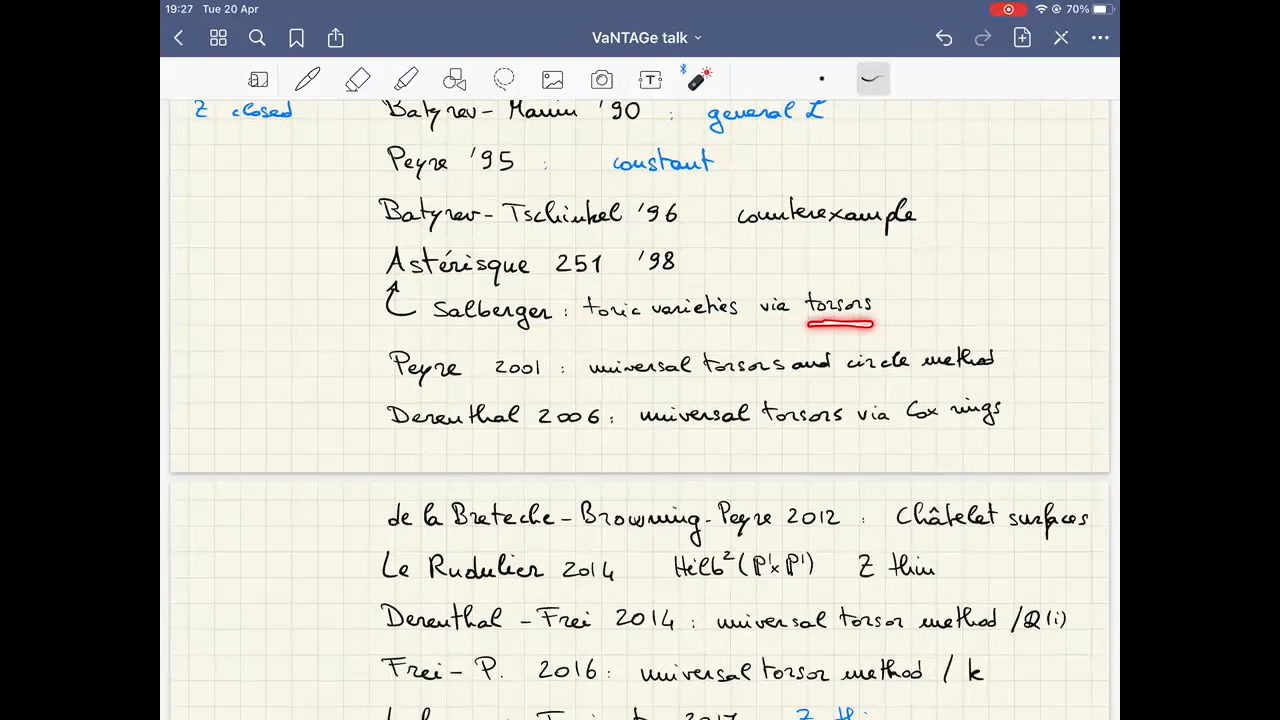 19:27 Tue 20 Apr 70%
VaNTAGe talk
Z closed Batyrev-Manin '90 : general L
Peyre '95 : constant
Batyrev-Tschinkel '96 counterexample
Astérisque 251 '98
Salberger : toric varieties via torsors
Peyre 2001 : universal torsors and circle method
Derenthal 2006 : universal torsors via Cox rings
de la Breteche-Browning-Peyre 2012 : Châtelet surfaces
Le Rudulier 2014 Hilb²(ℙ¹×ℙ¹) Z thin
Derenthal-Frei 2014 : universal torsor method /ℚ(i)
Frei-P. 2016 : universal torsor method / k
2017 Z thin